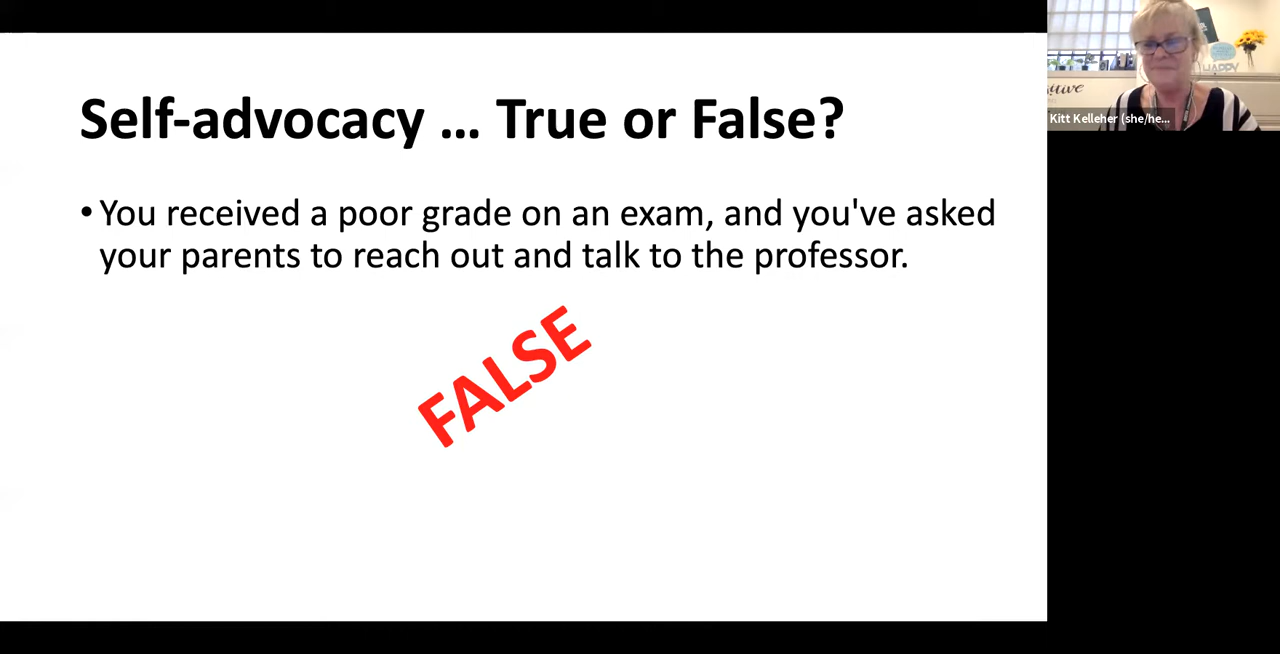 Self-advocacy ... True or False?
• You received a poor grade on an exam, and you've asked
your parents to reach out and talk to the professor.
FALSE
HAPPY
Kitt Kelleher (she/he...